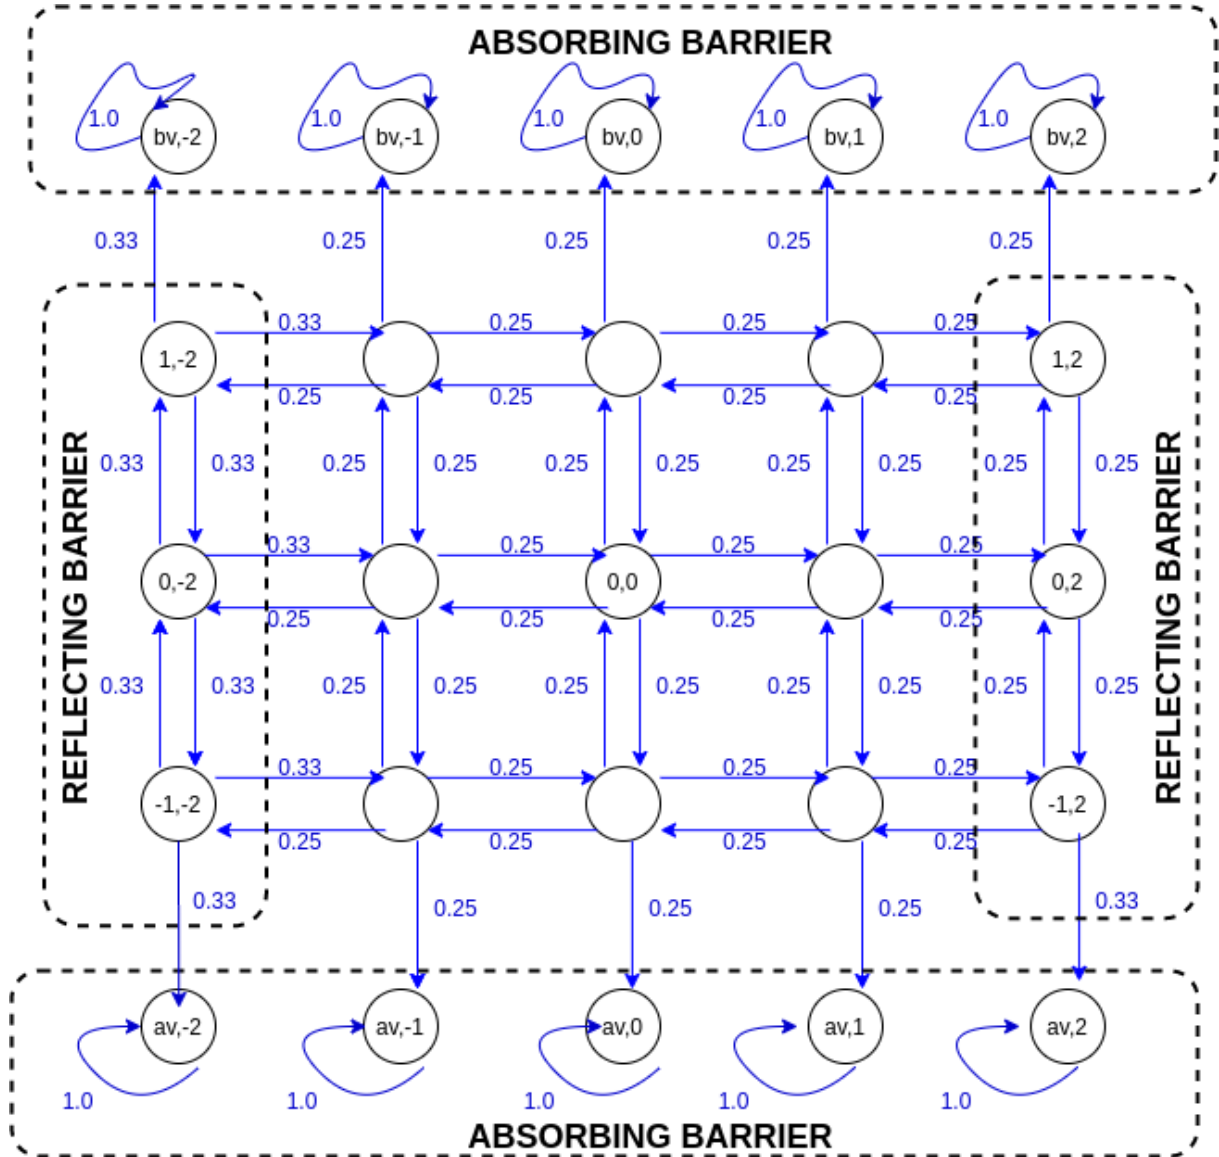 ABSORBING BARRIER
1.0 1.0 1.0 1.0 1.0
bv,-2 bv,-1 bv,0 bv,1 bv,2
0.33 0.25 0.25 0.25 0.25
0.33 0.25 0.25 0.25
1,-2 1,2
0.25 0.25 0.25 0.25
REFLECTING BARRIER
REFLECTING BARRIER
0.33 0.33 0.25 0.25 0.25 0.25 0.25 0.25 0.25 0.25
0.33 0.25 0.25 0.25
0,-2 0,0 0,2
0.25 0.25 0.25 0.25
0.33 0.33 0.25 0.25 0.25 0.25 0.25 0.25 0.25 0.25
0.33 0.25 0.25 0.25
-1,-2 -1,2
0.25 0.25 0.25 0.25
0.33 0.25 0.25 0.25 0.33
av,-2 av,-1 av,0 av,1 av,2
1.0 1.0 1.0 1.0 1.0
ABSORBING BARRIER